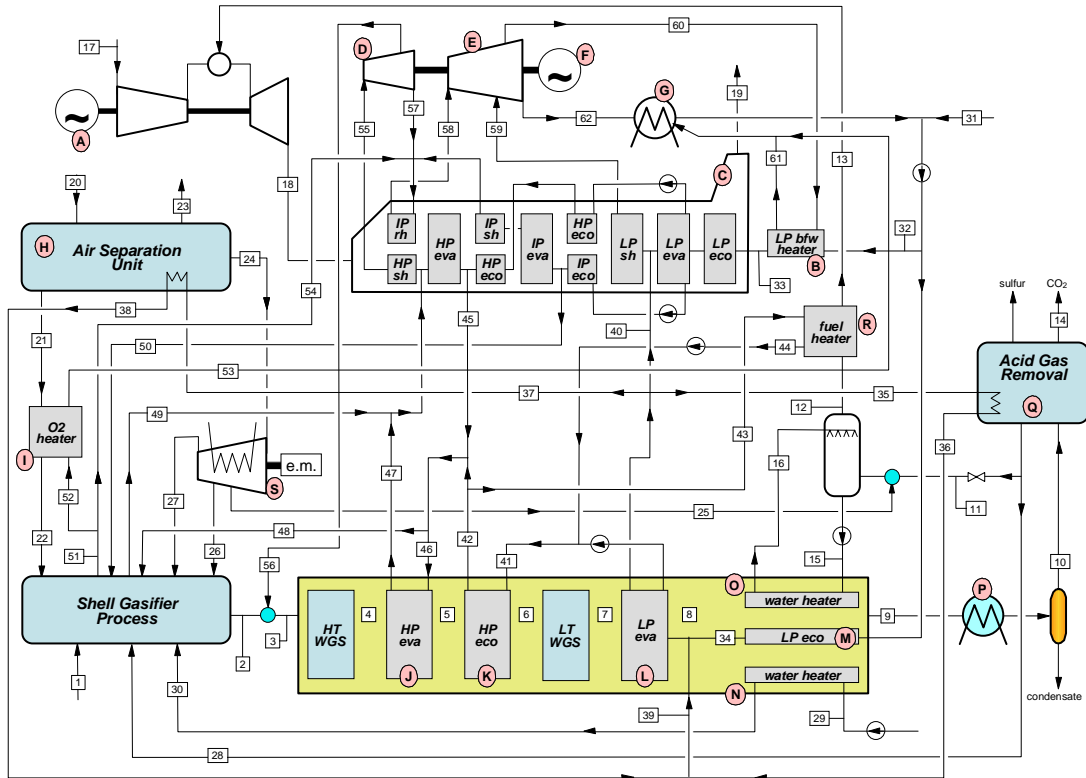 60
D
E
F
17
~
~
57
G
19
55
58
59
62
31
A
61
13
20
18
C
23
IP
rh
HP
eva
IP
sh
IP
eva
HP
eco
LP
sh
LP
eva
LP
eco
LP bfw
heater
32
H
Air Separation
Unit
24
HP
sh
HP
eco
IP
eco
B
33
sulfur
CO2
38
54
45
40
fuel
heater
R
14
21
50
44
Acid Gas
Removal
53
37
35
Q
49
12
O2
heater
43
36
I
S
e.m.
47
16
27
52
25
11
48
22
51
26
46
42
41
15
56
10
O
P
Shell Gasifier
Process
water heater
HT
WGS
4
HP
eva
5
HP
eco
6
LT
WGS
7
LP
eva
8
9
34
LP eco
M
3
2
J
K
L
water heater
1
30
N
condensate
39
29
28